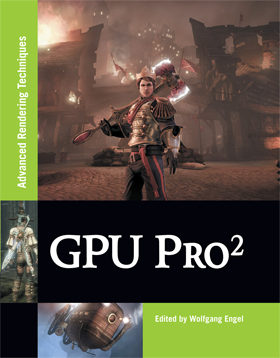 Advanced Rendering Techniques
GPU PRO²
Edited by Wolfgang Engel